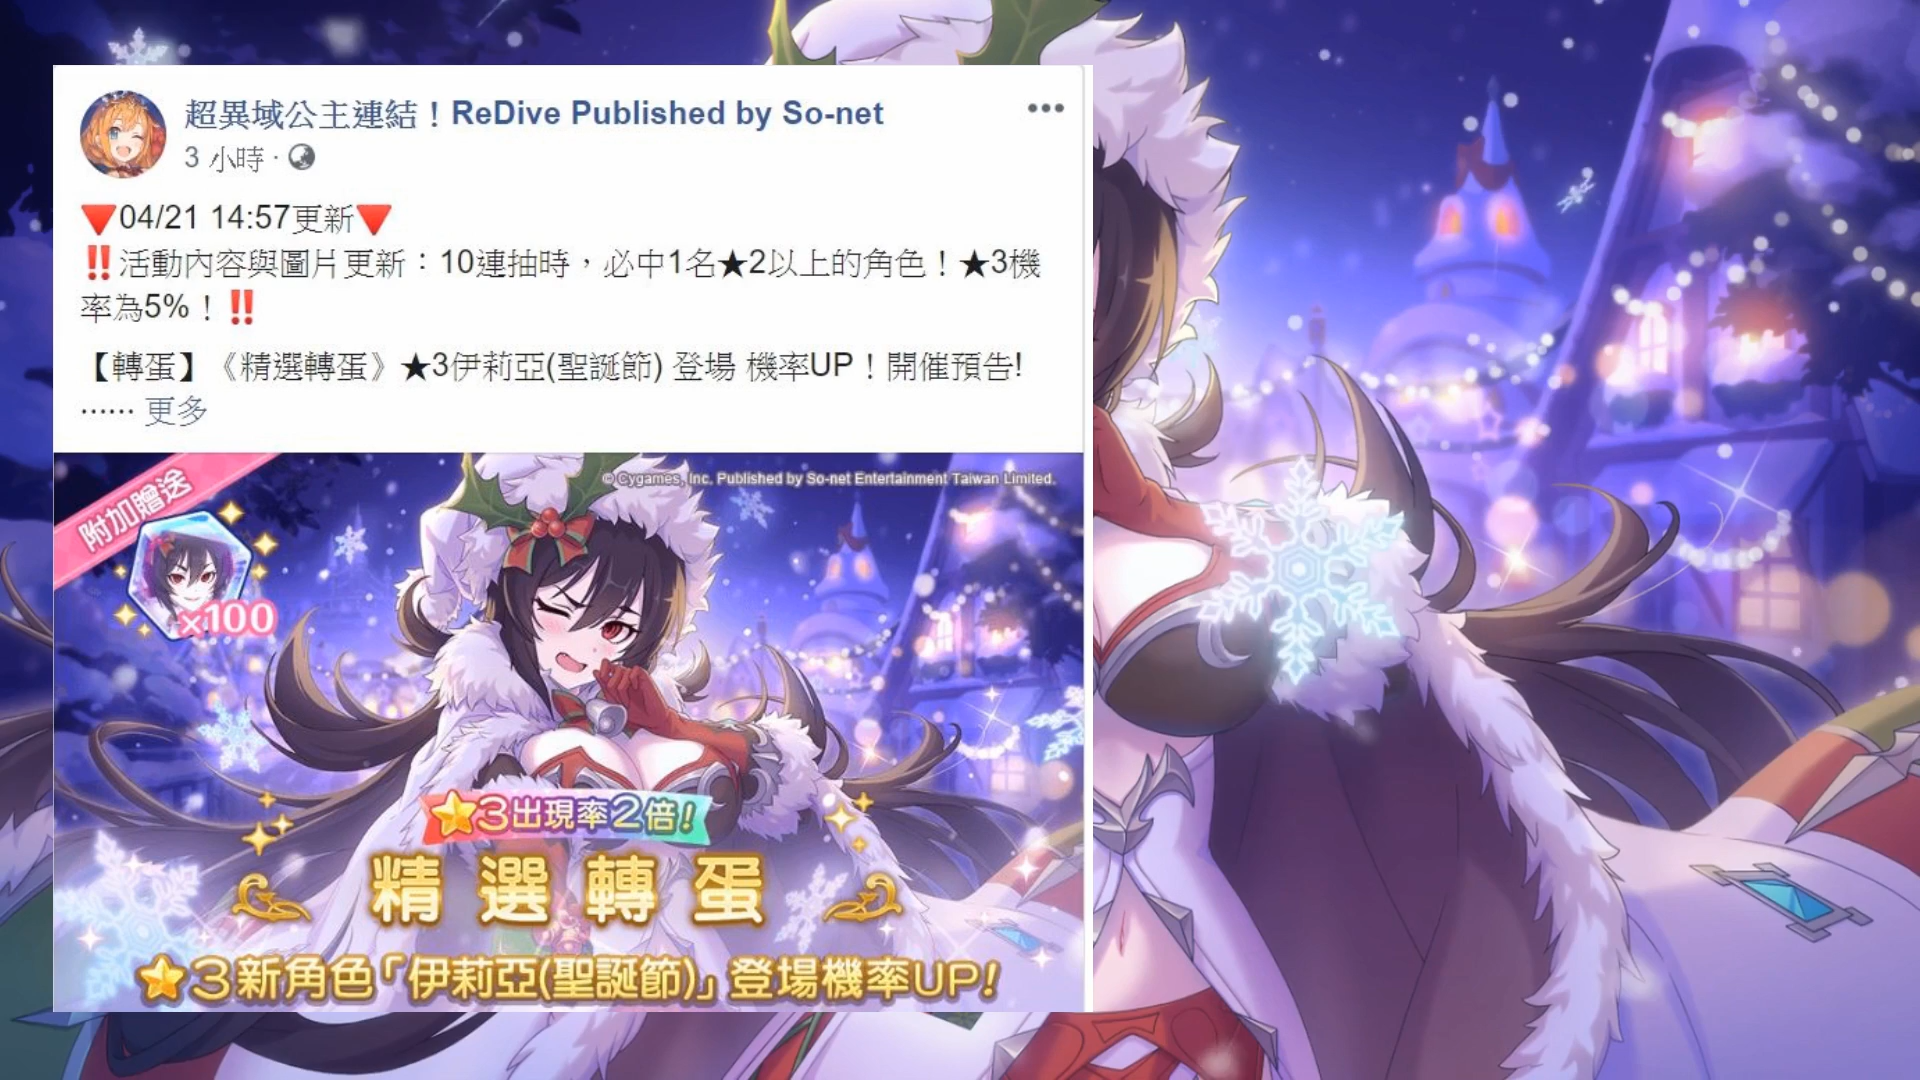 超異域公主連結！ReDive Published by So-net
3 小時 ·
🔻04/21 14:57更新🔻
‼️活動內容與圖片更新：10連抽時，必中1名★2以上的角色！★3機
率為5%！‼️
【轉蛋】《精選轉蛋》★3伊莉亞(聖誕節) 登場 機率UP！開催預告!
…… 更多
© Cygames, Inc. Published by So-net Entertainment Taiwan Limited.
附加贈送
×100
★3出現率2倍!
精選轉蛋
★3新角色「伊莉亞(聖誕節)」登場機率UP!